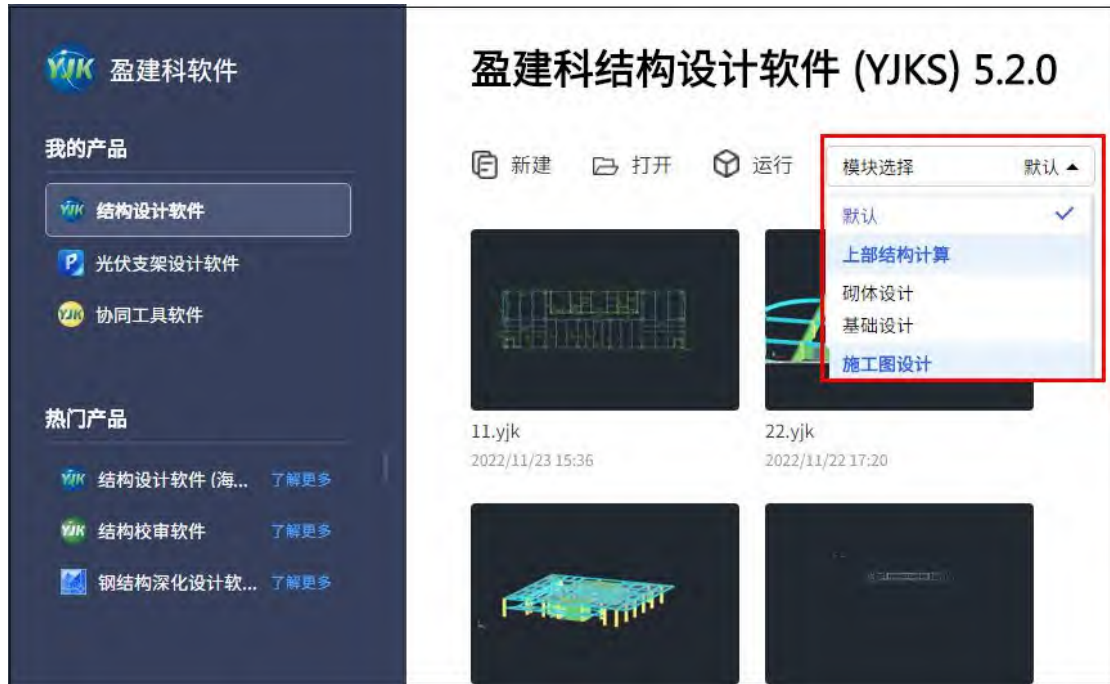 YJK 盈建科软件
我的产品
YJK 结构设计软件
P 光伏支架设计软件
YJK 协同工具软件
热门产品
YJK 结构设计软件 (海... 了解更多
YJK 结构校审软件 了解更多
钢结构深化设计软... 了解更多
盈建科结构设计软件 (YJKS) 5.2.0
新建 打开 运行 模块选择 默认
默认
上部结构计算
砌体设计
基础设计
施工图设计
11.yjk 22.yjk
2022/11/23 15:36 2022/11/22 17:20